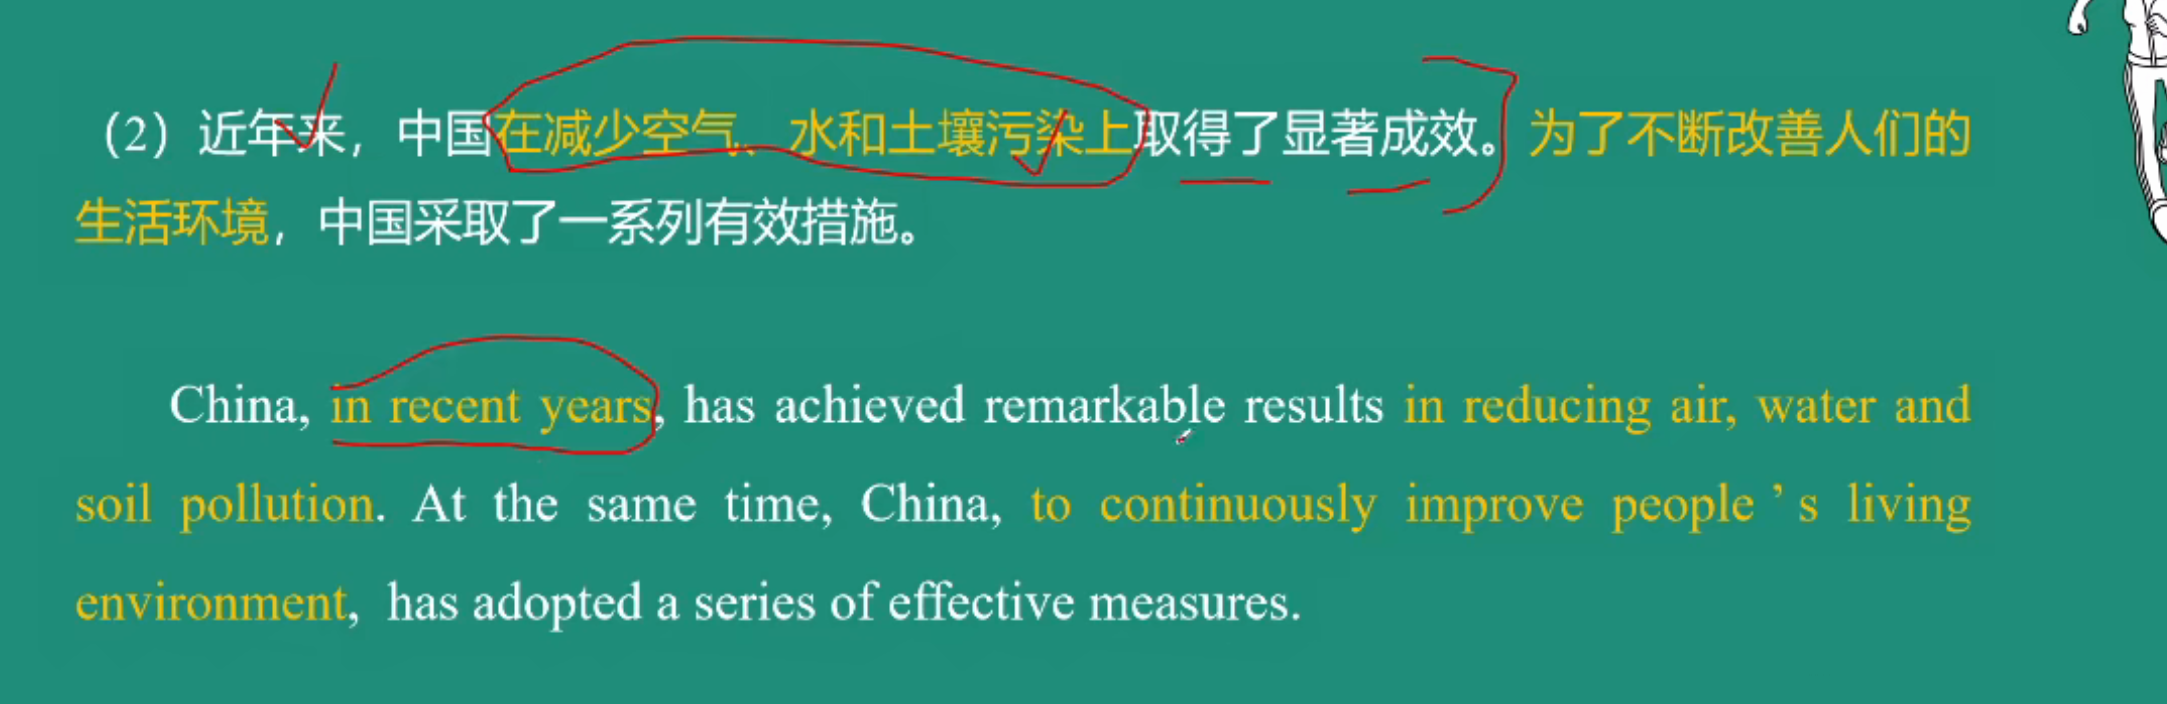 （2）近年来，中国在减少空气、水和土壤污染上取得了显著成效。为了不断改善人们的
生活环境，中国采取了一系列有效措施。
China, in recent years, has achieved remarkable results in reducing air, water and
soil pollution. At the same time, China, to continuously improve people’s living
environment, has adopted a series of effective measures.